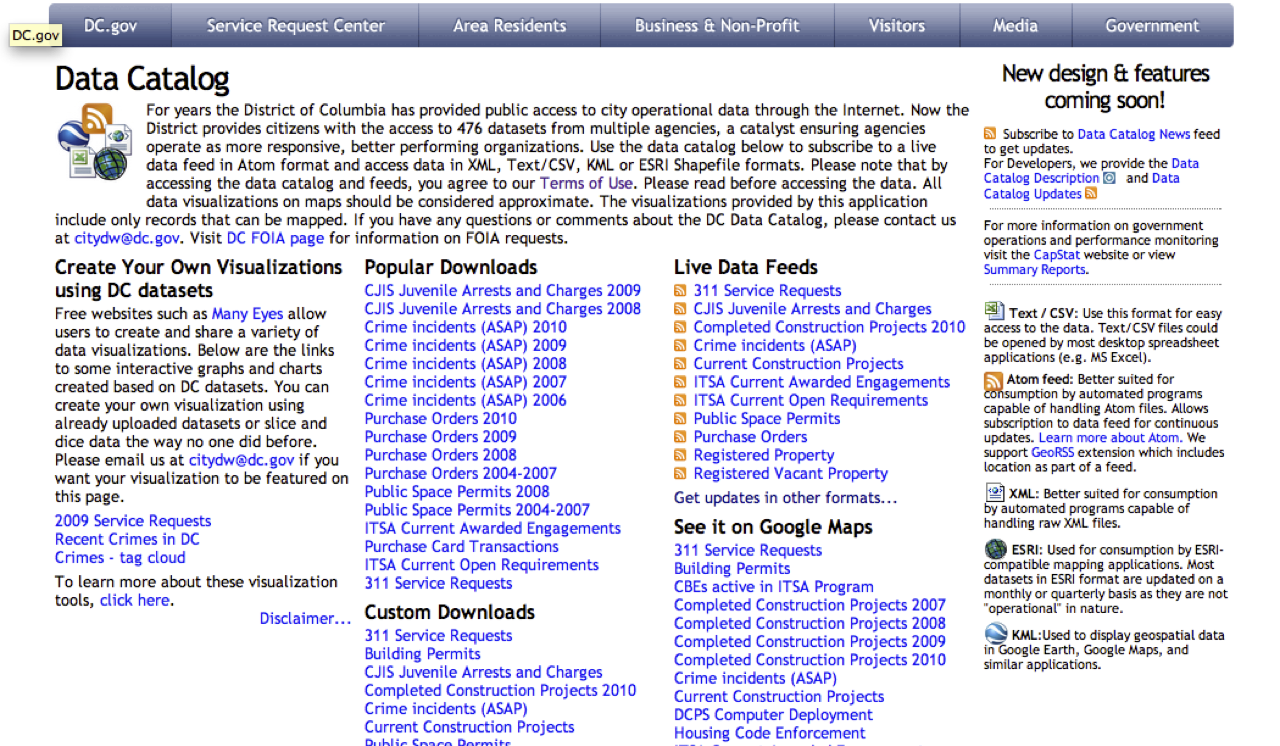 DC.gov
Service Request Center
Area Residents
Business & Non-Profit
Visitors
Media
Government
DC.gov
Data Catalog
For years the District of Columbia has provided public access to city operational data through the Internet. Now the
District provides citizens with the access to 476 datasets from multiple agencies, a catalyst ensuring agencies
operate as more responsive, better performing organizations. Use the data catalog below to subscribe to a live
data feed in Atom format and access data in XML, Text/CSV, KML or ESRI Shapefile formats. Please note that by
accessing the data catalog and feeds, you agree to our Terms of Use. Please read before accessing the data. All
data visualizations on maps should be considered approximate. The visualizations provided by this application
include only records that can be mapped. If you have any questions or comments about the DC Data Catalog, please contact us
at citydw@dc.gov. Visit DC FOIA page for information on FOIA requests.
Create Your Own Visualizations
using DC datasets
Free websites such as Many Eyes allow
users to create and share a variety of
data visualizations. Below are the links
to some interactive graphs and charts
created based on DC datasets. You can
create your own visualization using
already uploaded datasets or slice and
dice data the way no one did before.
Please email us at citydw@dc.gov if you
want your visualization to be featured on
this page.
2009 Service Requests
Recent Crimes in DC
Crimes - tag cloud
To learn more about these visualization
tools, click here.
Disclaimer...
Popular Downloads
CJIS Juvenile Arrests and Charges 2009
CJIS Juvenile Arrests and Charges 2008
Crime incidents (ASAP) 2010
Crime incidents (ASAP) 2009
Crime incidents (ASAP) 2008
Crime incidents (ASAP) 2007
Crime incidents (ASAP) 2006
Purchase Orders 2010
Purchase Orders 2009
Purchase Orders 2008
Purchase Orders 2004-2007
Public Space Permits 2008
Public Space Permits 2004-2007
ITSA Current Awarded Engagements
Purchase Card Transactions
ITSA Current Open Requirements
311 Service Requests
Custom Downloads
311 Service Requests
Building Permits
CJIS Juvenile Arrests and Charges
Completed Construction Projects 2010
Crime incidents (ASAP)
Current Construction Projects
Public Space Permits
Live Data Feeds
311 Service Requests
CJIS Juvenile Arrests and Charges
Completed Construction Projects 2010
Crime incidents (ASAP)
Current Construction Projects
ITSA Current Awarded Engagements
ITSA Current Open Requirements
Public Space Permits
Purchase Orders
Registered Property
Registered Vacant Property
Get updates in other formats...
See it on Google Maps
311 Service Requests
Building Permits
CBEs active in ITSA Program
Completed Construction Projects 2007
Completed Construction Projects 2008
Completed Construction Projects 2009
Completed Construction Projects 2010
Crime incidents (ASAP)
Current Construction Projects
DCPS Computer Deployment
Housing Code Enforcement
New design & features
coming soon!
Subscribe to Data Catalog News feed
to get updates.
For Developers, we provide the Data
Catalog Description and Data
Catalog Updates
For more information on government
operations and performance monitoring
visit the CapStat website or view
Summary Reports.
Text / CSV: Use this format for easy
access to the data. Text/CSV files could
be opened by most desktop spreadsheet
applications (e.g. MS Excel).
Atom feed: Better suited for
consumption by automated programs
capable of handling Atom files. Allows
subscription to data feed for continuous
updates. Learn more about Atom. We
support GeoRSS extension which includes
location as part of a feed.
XML: Better suited for consumption
by automated programs capable of
handling raw XML files.
ESRI: Used for consumption by ESRI-
compatible mapping applications. Most
datasets in ESRI format are updated on a
monthly or quarterly basis as they are not
"operational" in nature.
KML:Used to display geospatial data
in Google Earth, Google Maps, and
similar applications.